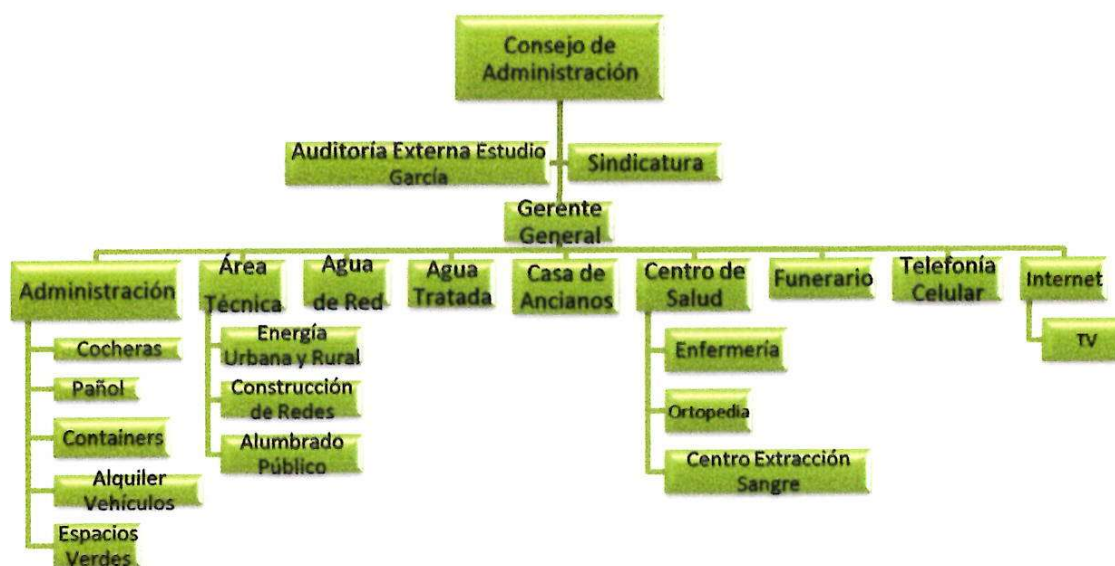 Consejo de
Administración
Auditoría Externa Estudio
García
Sindicatura
Gerente
General
Administración
Cocheras
Pañol
Containers
Alquiler
Vehículos
Espacios
Verdes
Área
Técnica
Energía
Urbana y Rural
Construcción
de Redes
Alumbrado
Público
Agua
de Red
Agua
Tratada
Casa de
Ancianos
Centro de
Salud
Enfermería
Ortopedia
Centro Extracción
Sangre
Funerario
Telefonía
Celular
Internet
TV